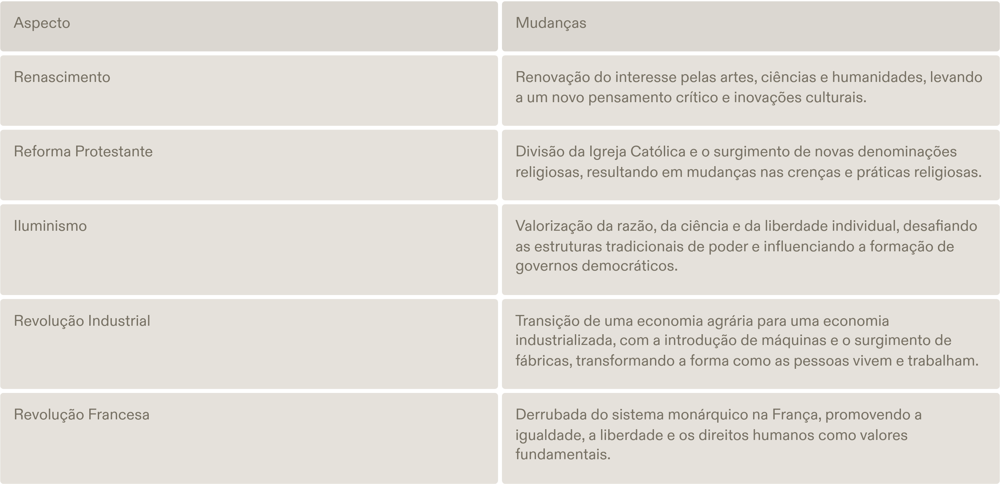 Aspecto
Mudanças
Renascimento
Renovação do interesse pelas artes, ciências e humanidades, levando
a um novo pensamento crítico e inovações culturais.
Reforma Protestante
Divisão da Igreja Católica e o surgimento de novas denominações
religiosas, resultando em mudanças nas crenças e práticas religiosas.
Iluminismo
Valorização da razão, da ciência e da liberdade individual, desafiando
as estruturas tradicionais de poder e influenciando a formação de
governos democráticos.
Revolução Industrial
Transição de uma economia agrária para uma economia
industrializada, com a introdução de máquinas e o surgimento de
fábricas, transformando a forma como as pessoas vivem e trabalham.
Revolução Francesa
Derrubada do sistema monárquico na França, promovendo a
igualdade, a liberdade e os direitos humanos como valores
fundamentais.